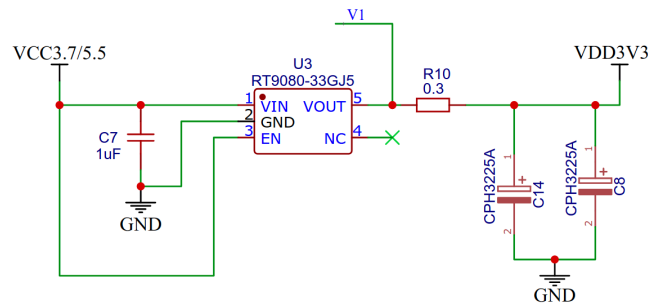 V1
VCC3.7/5.5
U3
RT9080-33GJ5
VDD3V3
R10
0.3
1
VIN
VOUT
5
2
GND
3
EN
NC
4
C7
1uF
GND
CPH3225A
1
2
C14
CPH3225A
1
2
C8
GND